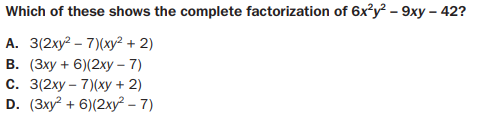 Which of these shows the complete factorization of 6x²y² – 9xy – 42?
A. 3(2xy² – 7)(xy² + 2)
B. (3xy + 6)(2xy – 7)
C. 3(2xy – 7)(xy + 2)
D. (3xy² + 6)(2xy² – 7)